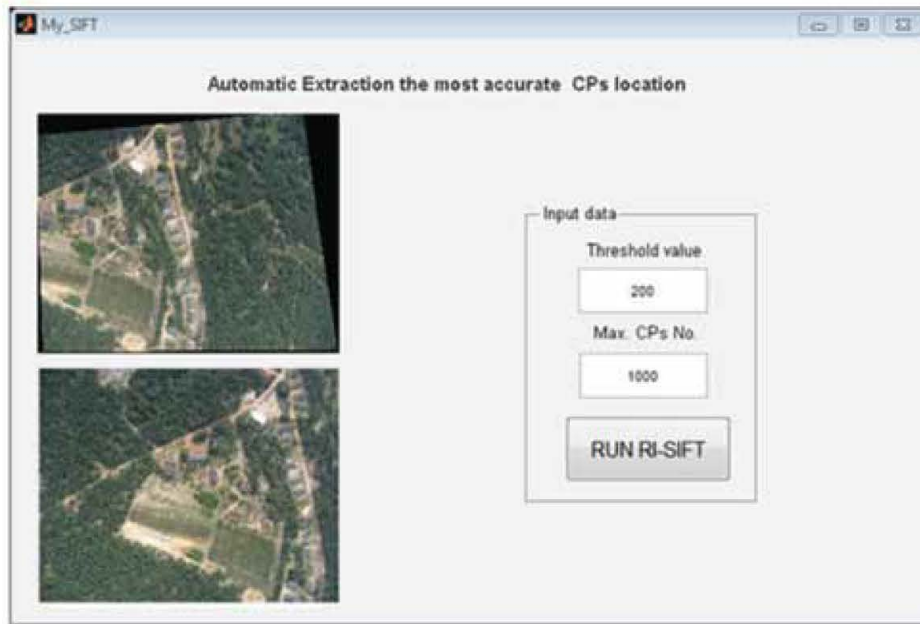 My_SIFT
Automatic Extraction the most accurate CPs location
Input data
Threshold value
200
Max. CPs No.
1000
RUN RI-SIFT